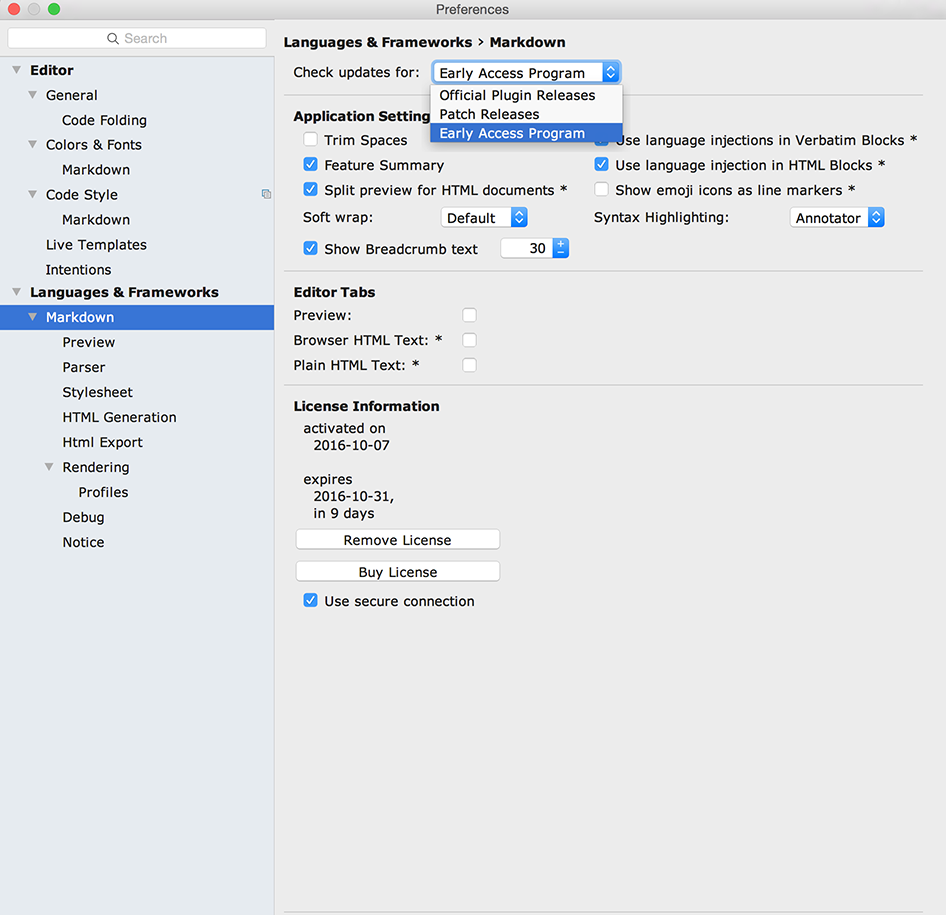 Preferences
Search
Editor
General
Code Folding
Colors & Fonts
Markdown
Code Style
Markdown
Live Templates
Intentions
Languages & Frameworks
Markdown
Preview
Parser
Stylesheet
HTML Generation
Html Export
Rendering
Profiles
Debug
Notice
Languages & Frameworks › Markdown
Check updates for: Early Access Program
Official Plugin Releases
Patch Releases
Early Access Program
Application Setting
Trim Spaces Use language injections in Verbatim Blocks *
Feature Summary Use language injection in HTML Blocks *
Split preview for HTML documents * Show emoji icons as line markers *
Soft wrap: Default Syntax Highlighting: Annotator
Show Breadcrumb text 30
Editor Tabs
Preview:
Browser HTML Text: *
Plain HTML Text: *
License Information
activated on
2016-10-07
expires
2016-10-31,
in 9 days
Remove License
Buy License
Use secure connection